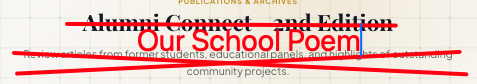 PUBLICATIONS & ARCHIVES
Alumni Connect - 2nd Edition
Our School Poem
Review articles from former students, educational panels, and highlights of outstanding
community projects.